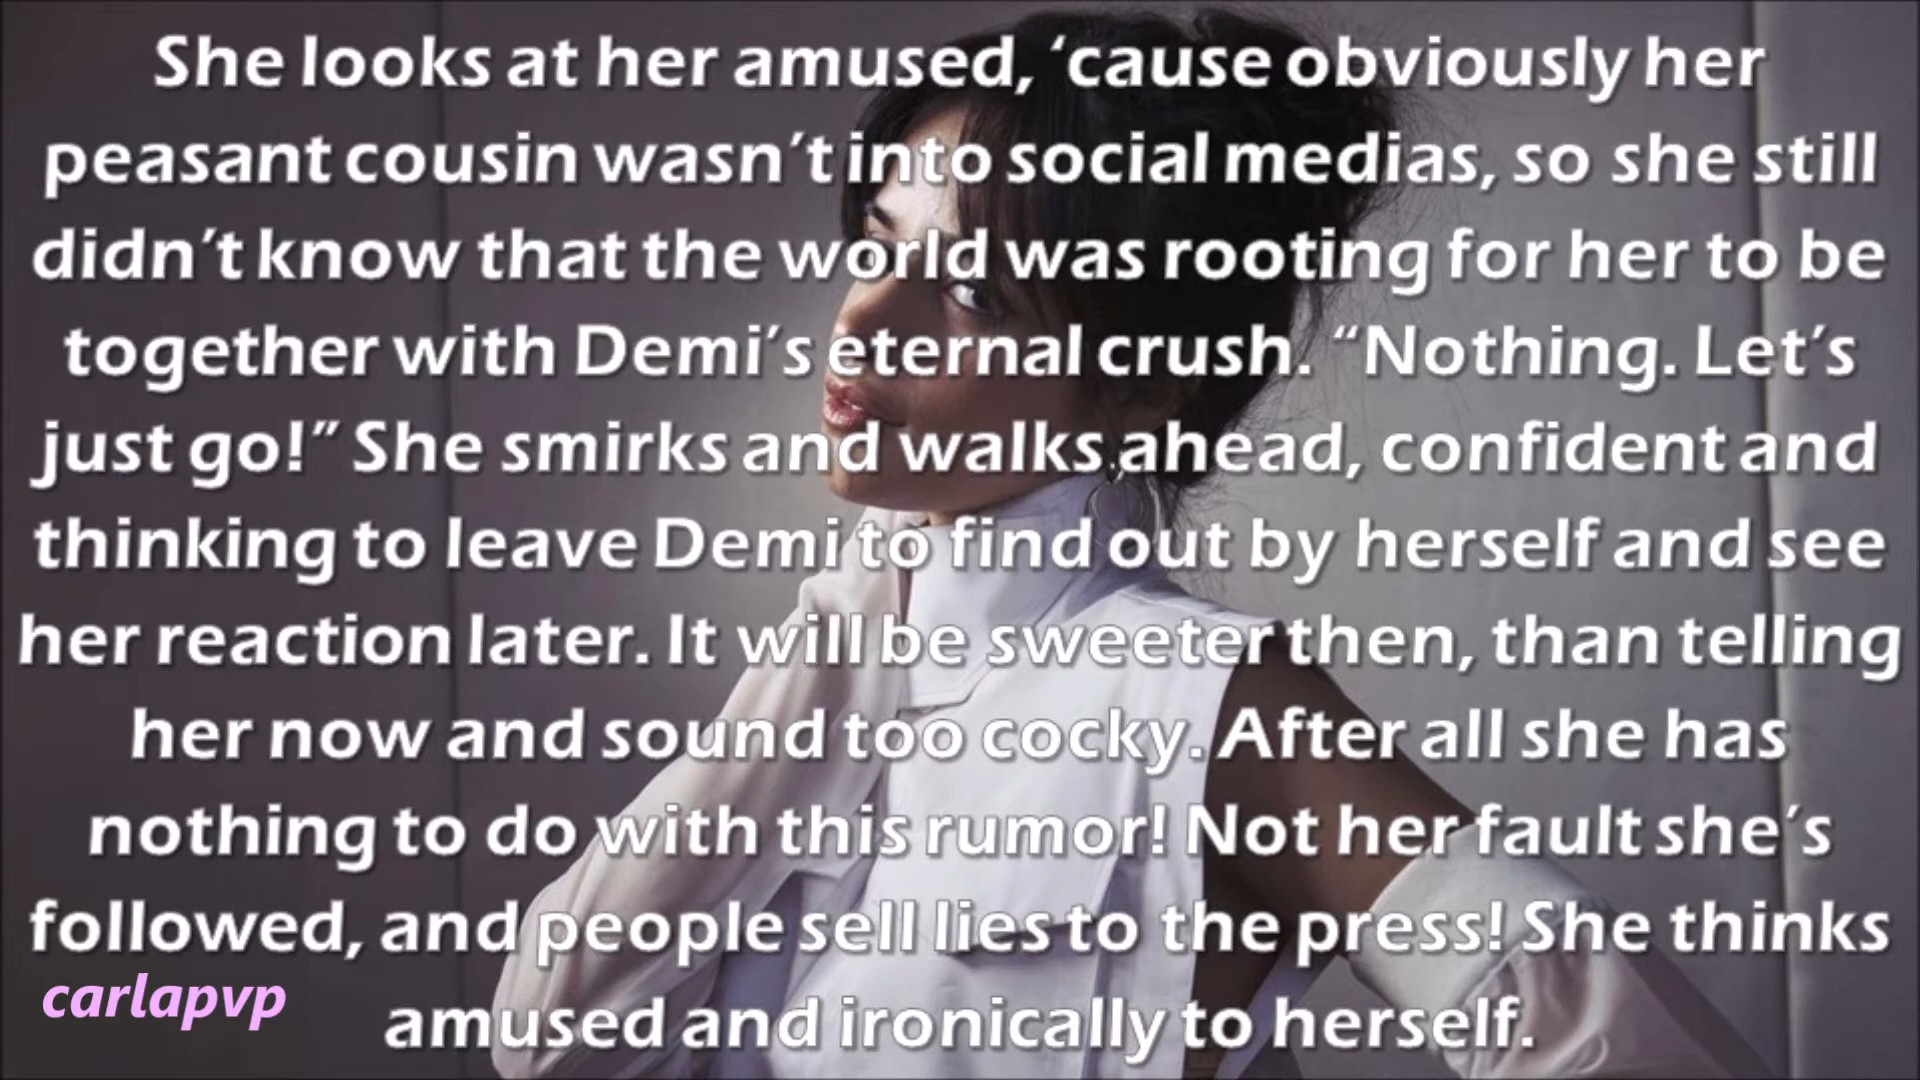 She looks at her amused, ‘cause obviously her
peasant cousin wasn’t into social medias, so she still
didn’t know that the world was rooting for her to be
together with Demi’s eternal crush. “Nothing. Let’s
just go!” She smirks and walks ahead, confident and
thinking to leave Demi to find out by herself and see
her reaction later. It will be sweeter then, than telling
her now and sound too cocky. After all she has
nothing to do with this rumor! Not her fault she’s
followed, and people sell lies to the press! She thinks
amused and ironically to herself.
carlapvp